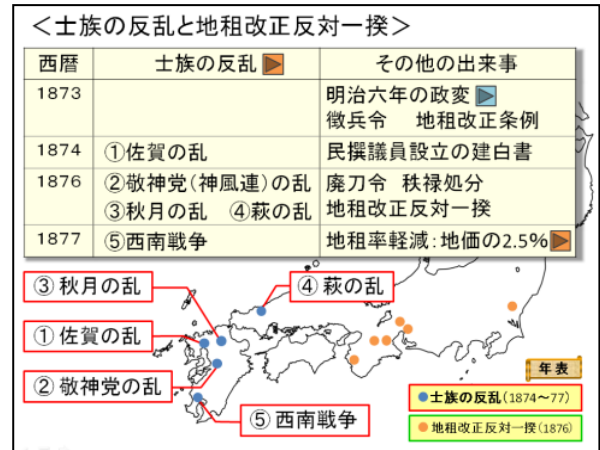 ＜士族の反乱と地租改正反対一揆＞
西暦 士族の反乱 その他の出来事
1873 明治六年の政変
徴兵令 地租改正条例
1874 ①佐賀の乱 民撰議員設立の建白書
1876 ②敬神党(神風連)の乱 廃刀令 秩禄処分
③秋月の乱 ④萩の乱 地租改正反対一揆
1877 ⑤西南戦争 地租率軽減:地価の2.5%
③ 秋月の乱
④ 萩の乱
① 佐賀の乱
② 敬神党の乱
⑤ 西南戦争
年表
士族の反乱(1874～77)
地租改正反対一揆(1876)